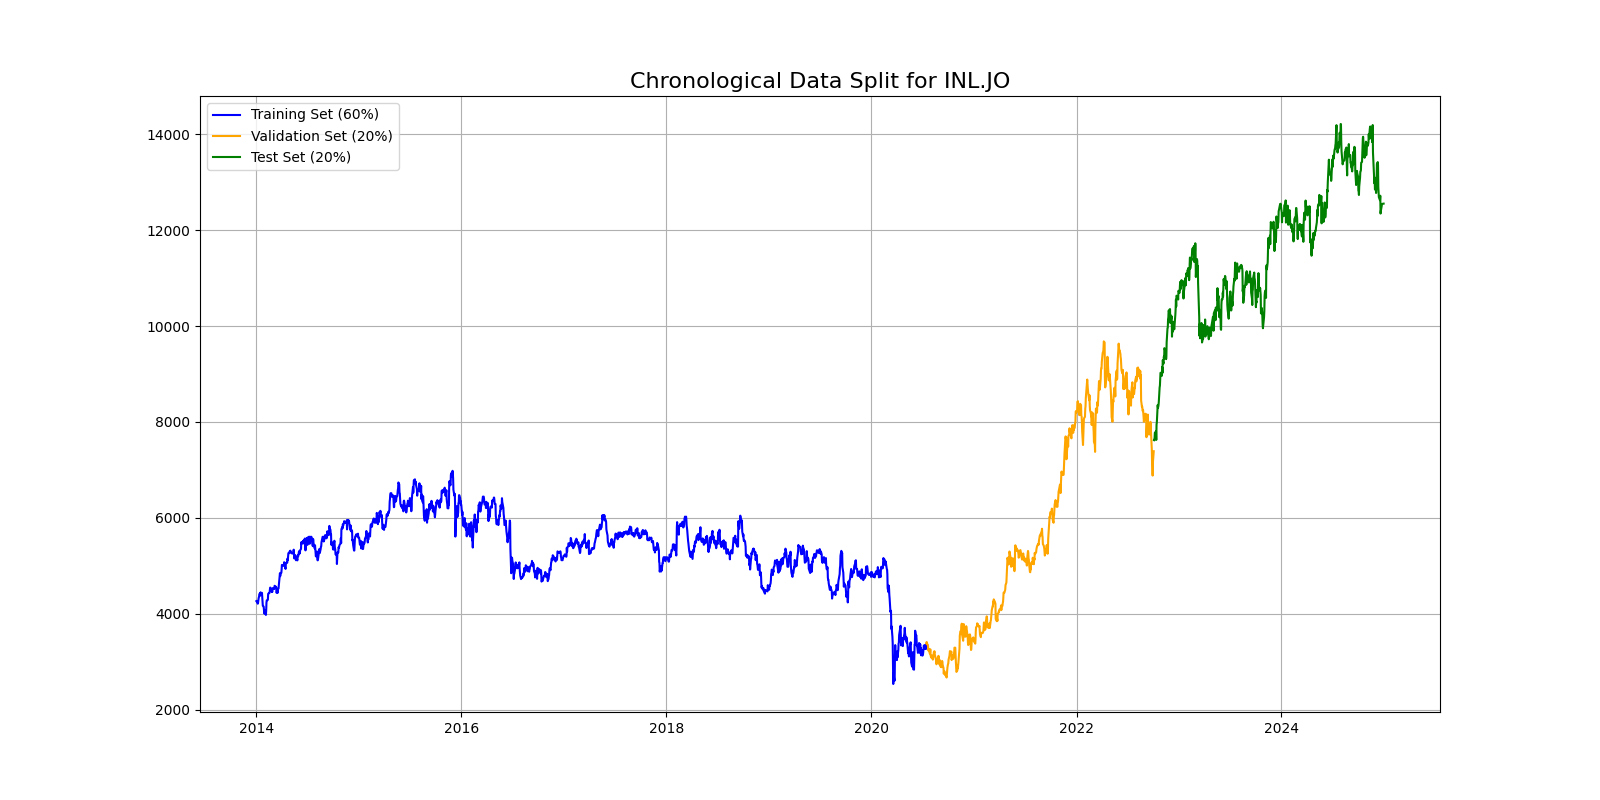 Chronological Data Split for INL.JO
Training Set (60%)
Validation Set (20%)
Test Set (20%)
14000
12000
10000
8000
6000
4000
2000
2014 2016 2018 2020 2022 2024